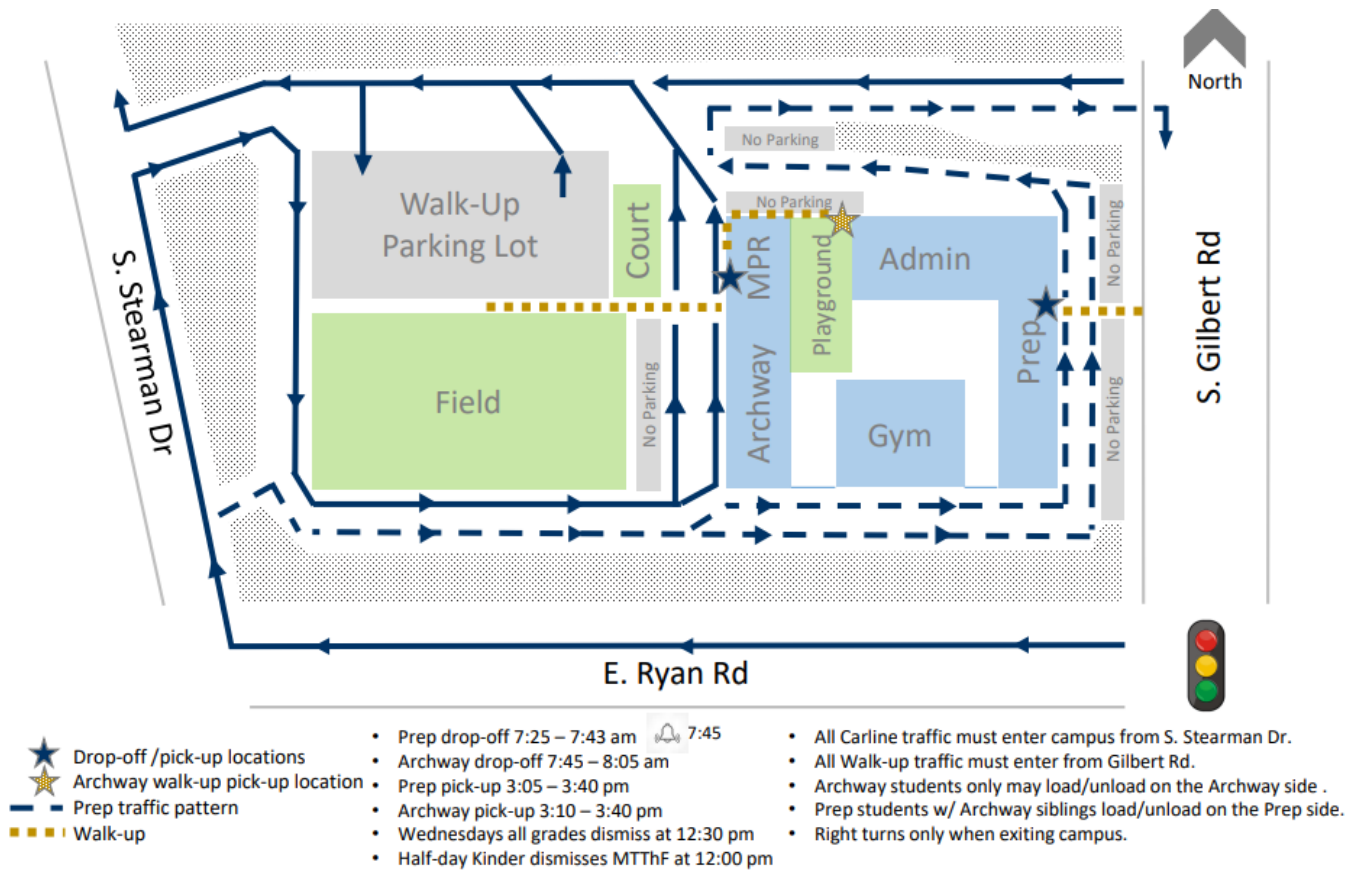 North
No Parking
No Parking
Walk-Up
Parking Lot
Court
MPR
Playground
Admin
No Parking
S. Gilbert Rd
S. Stearman Dr
Field
No Parking
Archway
Gym
Prep
No Parking
E. Ryan Rd
Drop-off /pick-up locations
Archway walk-up pick-up location
Prep traffic pattern
Walk-up
• Prep drop-off 7:25 – 7:43 am 7:45
• Archway drop-off 7:45 – 8:05 am
• Prep pick-up 3:05 – 3:40 pm
• Archway pick-up 3:10 – 3:40 pm
• Wednesdays all grades dismiss at 12:30 pm
• Half-day Kinder dismisses MTThF at 12:00 pm
• All Carline traffic must enter campus from S. Stearman Dr.
• All Walk-up traffic must enter from Gilbert Rd.
• Archway students only may load/unload on the Archway side .
• Prep students w/ Archway siblings load/unload on the Prep side.
• Right turns only when exiting campus.